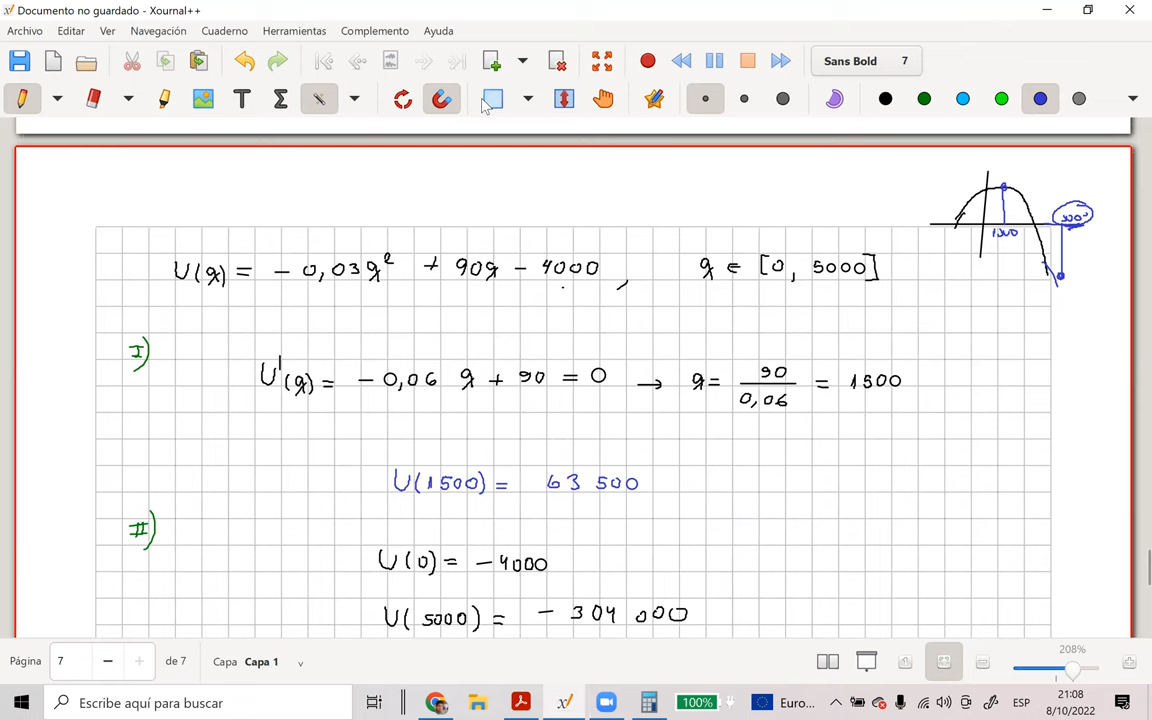 Documento no guardado - Xournal++
Archivo Editar Ver Navegación Cuaderno Herramientas Complemento Ayuda
Sans Bold 7
U(q) = - 0,03q² + 90q - 4000 , q ∈ [0, 5000]
I)
U'(q) = - 0,06 q + 90 = 0 → q = 90/0,06 = 1500
U(1500) = 63 500
II)
U(0) = - 4000
U(5000) = - 304 000
Página 7 de 7 Capa Capa 1 208%
Escribe aquí para buscar
100%
Euro...
ESP
21:08
8/10/2022